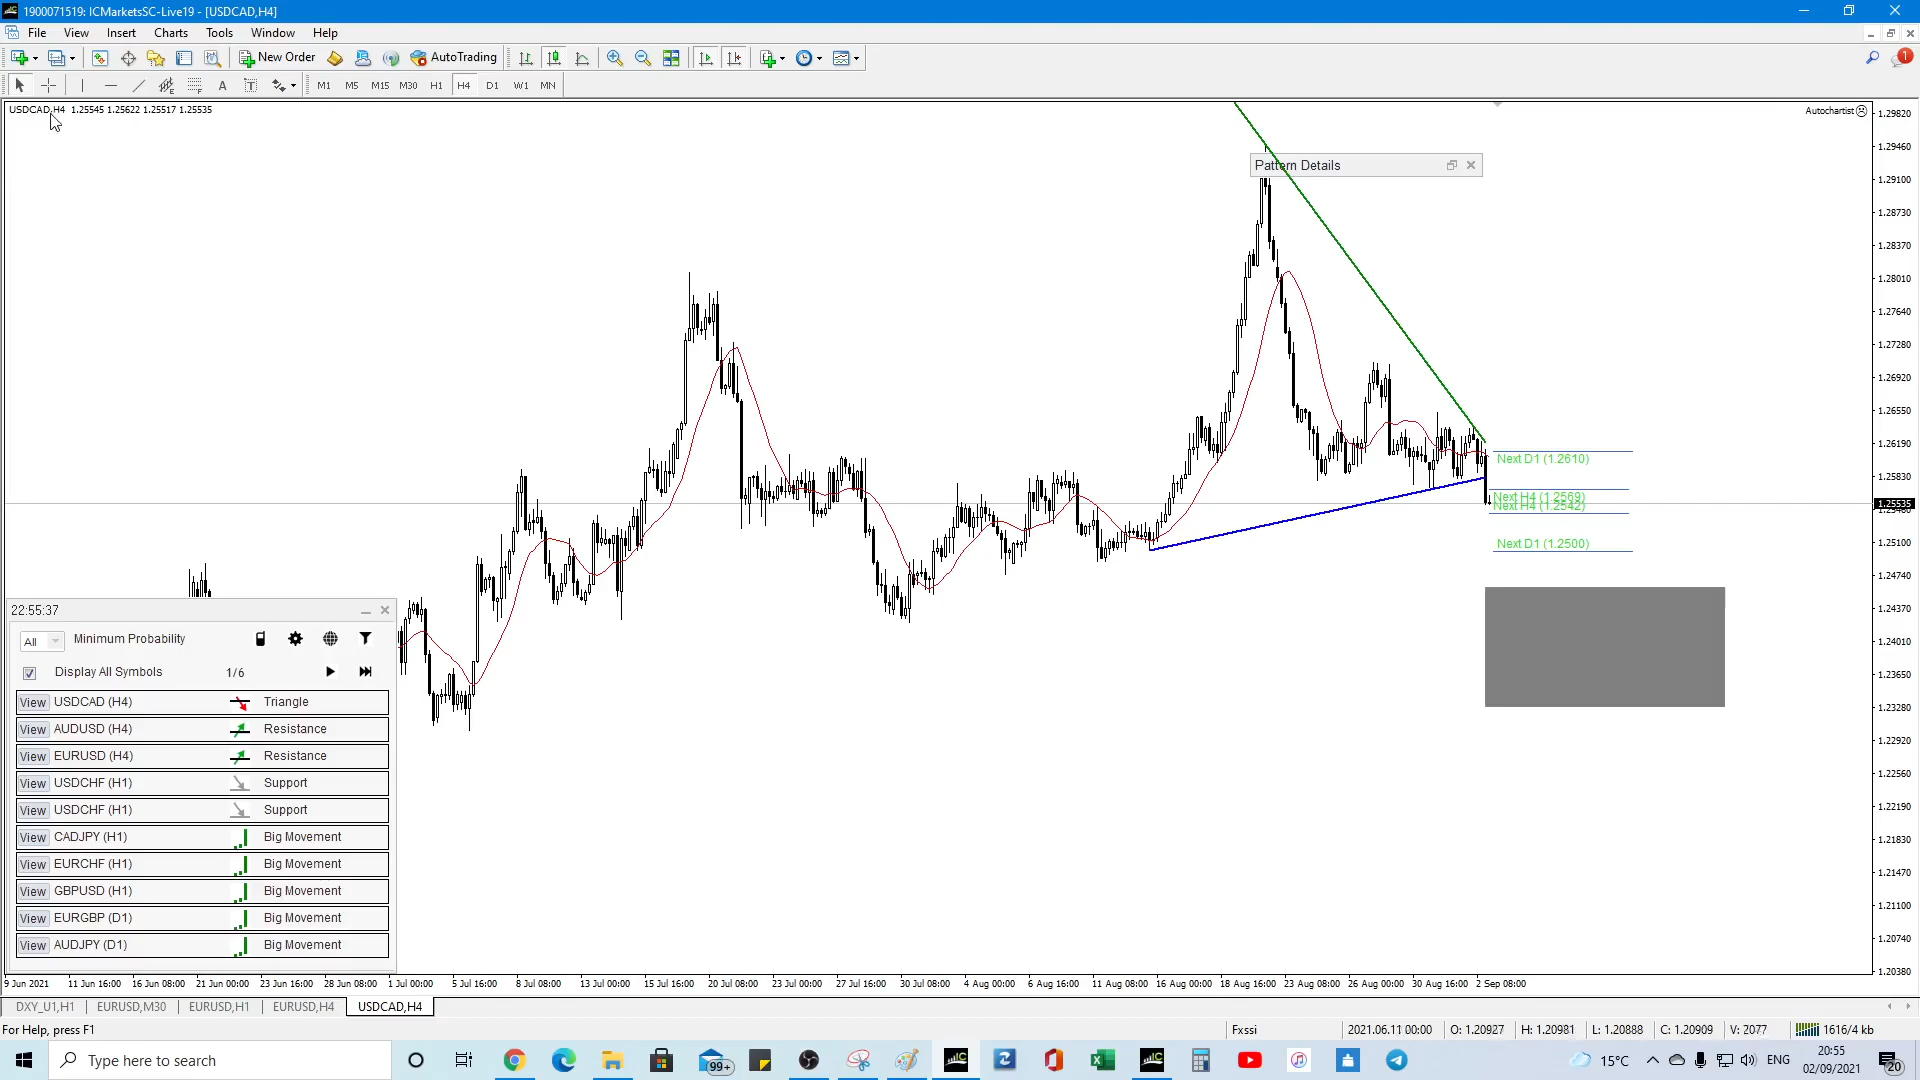 1900071519: ICMarketsSC-Live19 - [USDCAD,H4]
File View Insert Charts Tools Window Help
New Order AutoTrading
A T M1 M5 M15 M30 H1 H4 D1 W1 MN
USDCAD,H4 1.25545 1.25622 1.25517 1.25535
Autochartist
Pattern Details
1.29820
1.29460
1.29100
1.28730
1.28370
1.28010
1.27640
1.27280
1.26920
1.26550
1.26190
1.25830
1.25535
1.25100
1.24740
1.24370
1.24010
1.23650
1.23280
1.22920
1.22560
1.22190
1.21830
1.21470
1.21100
1.20740
1.20380
Next D1 (1.2610)
Next H4 (1.2569)
Next H4 (1.2542)
Next D1 (1.2500)
22:55:37
All Minimum Probability
Display All Symbols 1/6
View USDCAD (H4) Triangle
View AUDUSD (H4) Resistance
View EURUSD (H4) Resistance
View USDCHF (H1) Support
View USDCHF (H1) Support
View CADJPY (H1) Big Movement
View EURCHF (H1) Big Movement
View GBPUSD (H1) Big Movement
View EURGBP (D1) Big Movement
View AUDJPY (D1) Big Movement
9 Jun 2021 11 Jun 16:00 16 Jun 08:00 21 Jun 00:00 23 Jun 16:00 28 Jun 08:00 1 Jul 00:00 5 Jul 16:00 8 Jul 08:00 13 Jul 00:00 15 Jul 16:00 20 Jul 08:00 23 Jul 00:00 27 Jul 16:00 30 Jul 08:00 4 Aug 00:00 6 Aug 16:00 11 Aug 08:00 16 Aug 00:00 18 Aug 16:00 23 Aug 08:00 26 Aug 00:00 30 Aug 16:00 2 Sep 08:00
DXY_U1,H1 EURUSD,M30 EURUSD,H1 EURUSD,H4 USDCAD,H4
For Help, press F1 Fxssi 2021.06.11 00:00 O: 1.20927 H: 1.20981 L: 1.20888 C: 1.20909 V: 2077 1616/4 kb
Type here to search 99+ 15°C ENG 20:55
02/09/2021 20